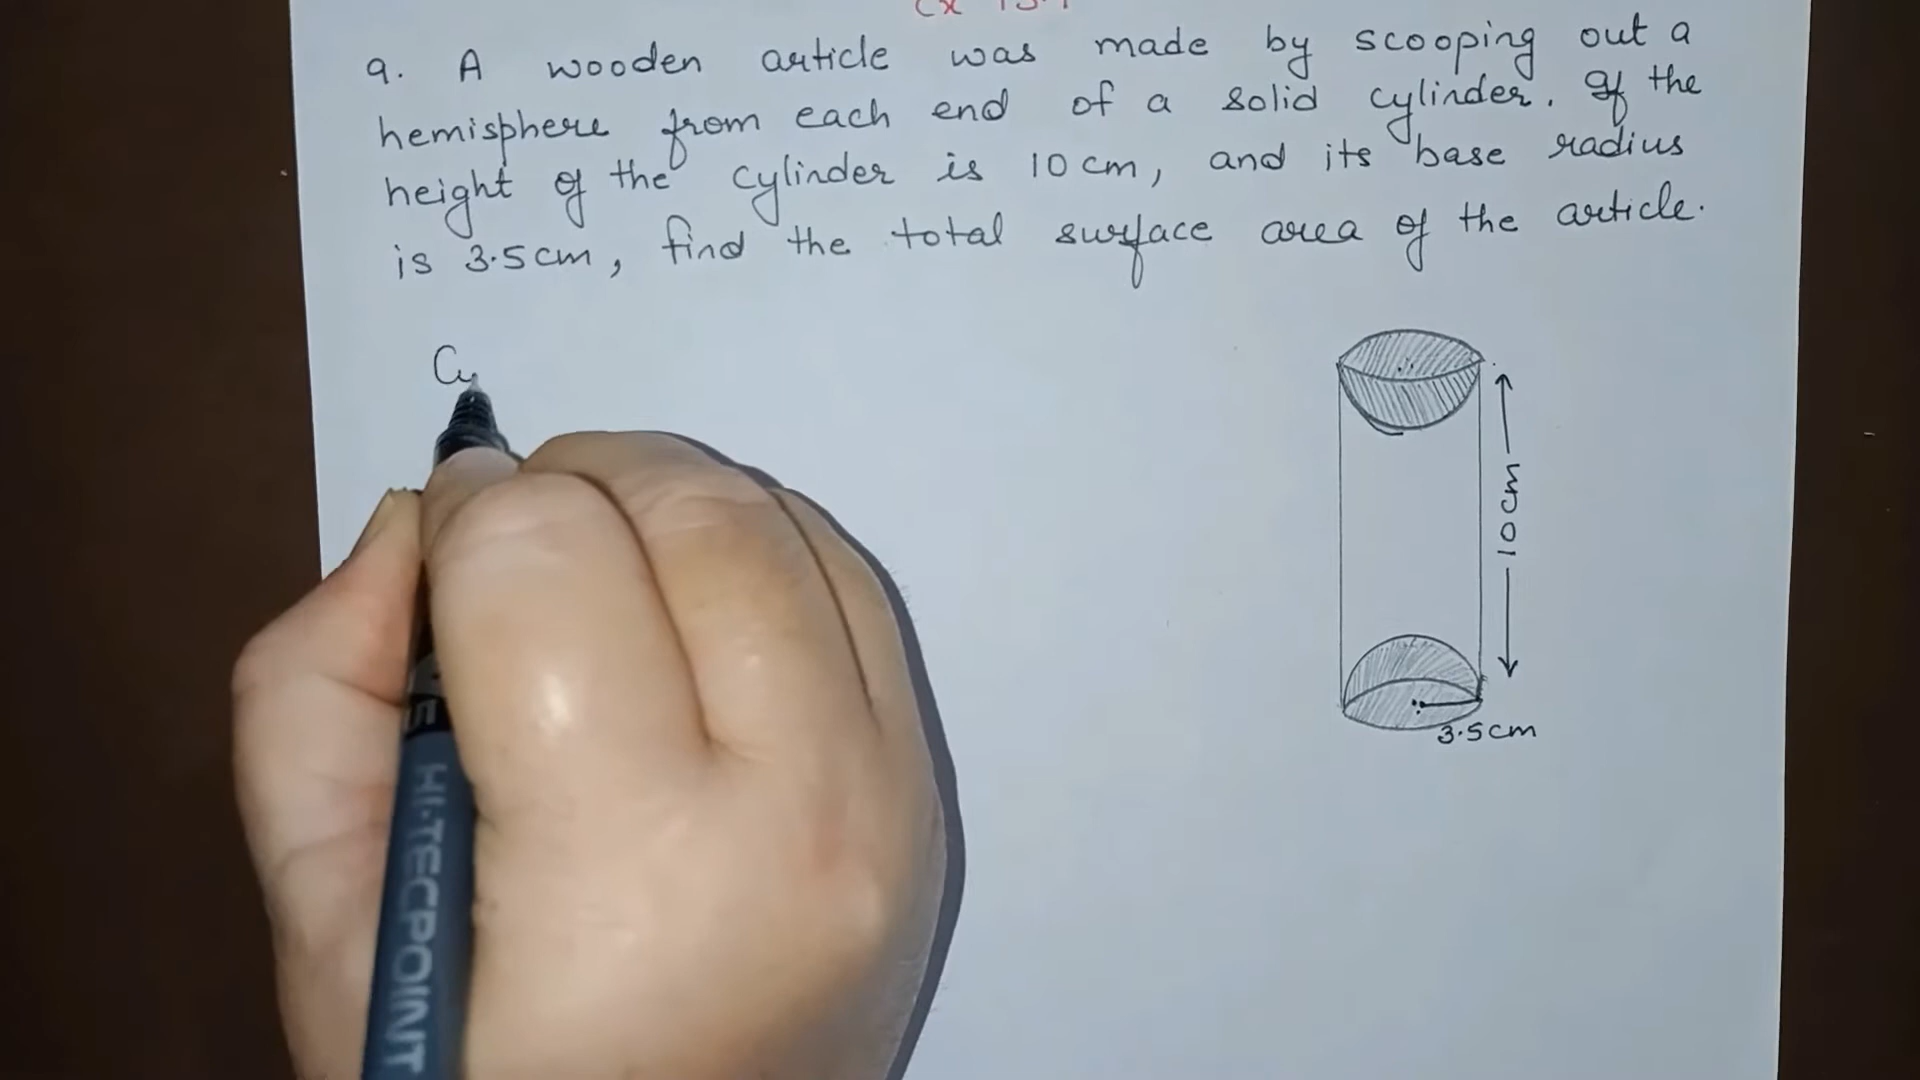 9. A wooden article was made by scooping out a
hemisphere from each end of a solid cylinder. If the
height of the cylinder is 10 cm, and its base radius
is 3.5 cm, find the total surface area of the article.
Cy
10 cm
3.5 cm
HI-TECPOINT